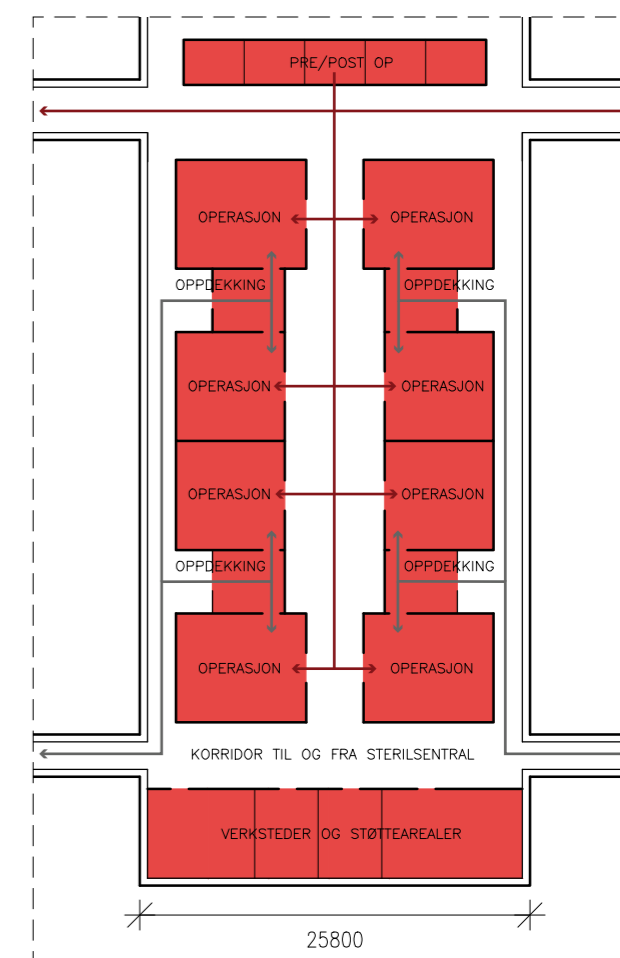 PRE/POST OP
OPERASJON
OPERASJON
OPPDEKKING
OPPDEKKING
OPERASJON
OPERASJON
OPERASJON
OPERASJON
OPPDEKKING
OPPDEKKING
OPERASJON
OPERASJON
KORRIDOR TIL OG FRA STERILSENTRAL
VERKSTEDER OG STØTTEAREALER
25800